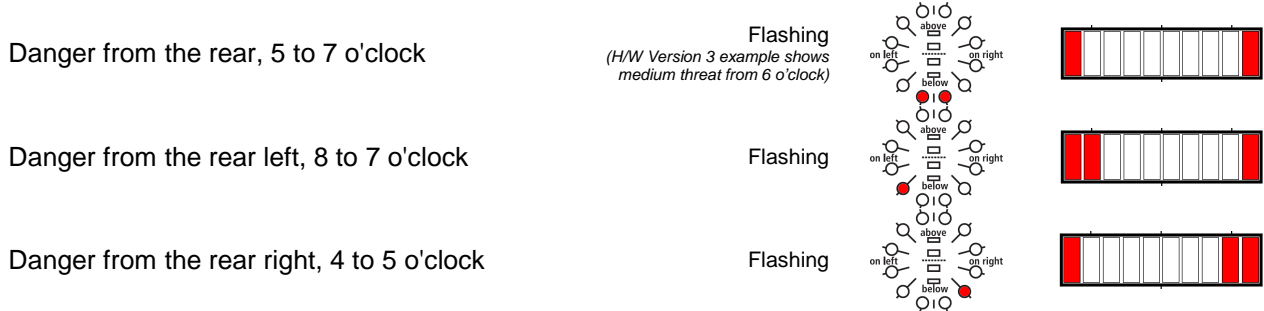 above
Danger from the rear, 5 to 7 o'clock
Flashing
(H/W Version 3 example shows
medium threat from 6 o'clock)
on left
on right
below
Danger from the rear left, 8 to 7 o'clock
Flashing
above
on left
on right
below
Danger from the rear right, 4 to 5 o'clock
Flashing
above
on left
on right
below